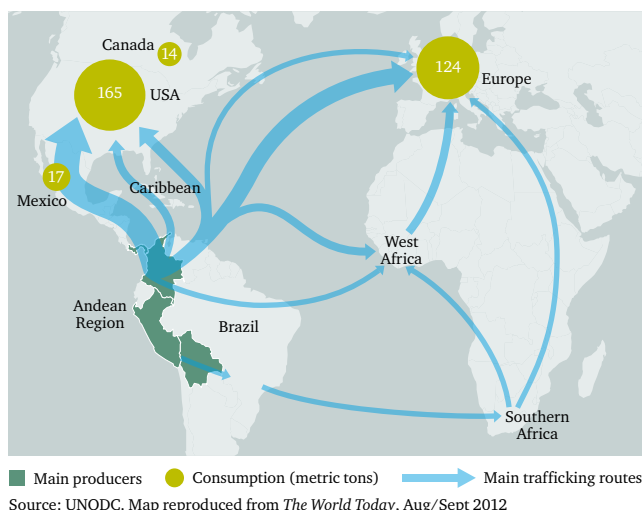 Canada
14
165
USA
124
Europe
17
Mexico
Caribbean
West
Africa
Andean
Region
Brazil
Southern
Africa
Main producers
Consumption (metric tons)
Main trafficking routes
Source: UNODC. Map reproduced from The World Today, Aug/Sept 2012